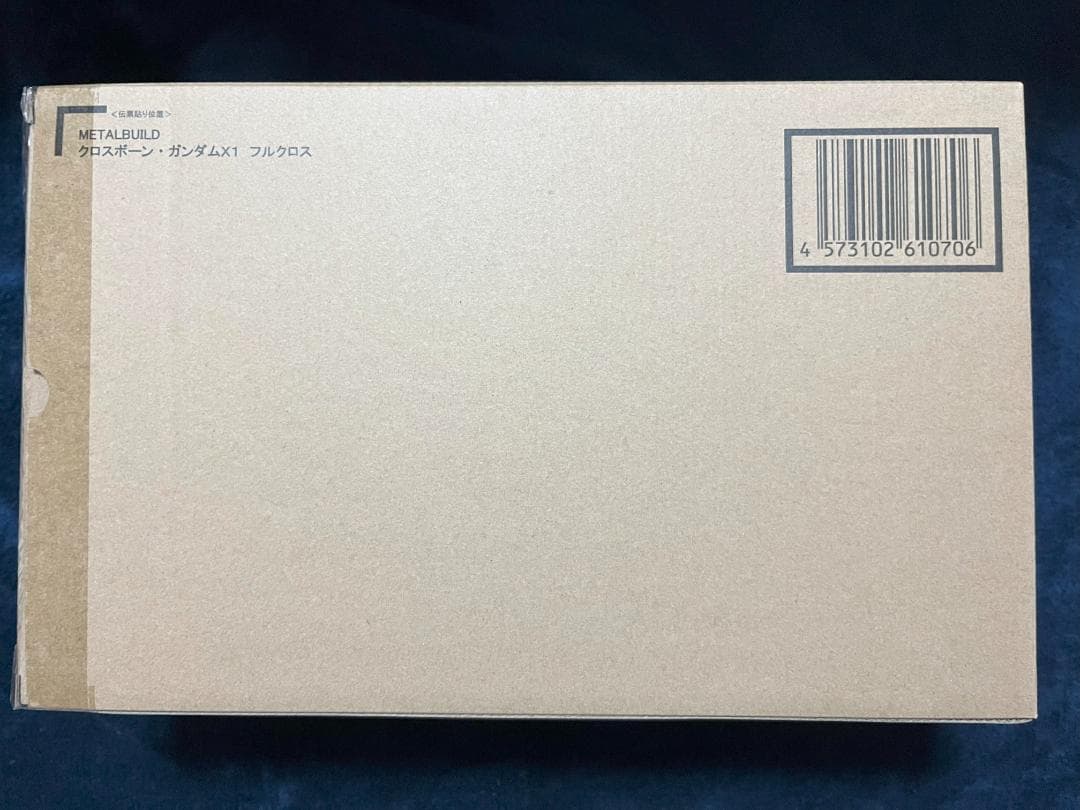 <伝票貼り位置>
METALBUILD
クロスボーン・ガンダムX1 フルクロス
4 573102 610706